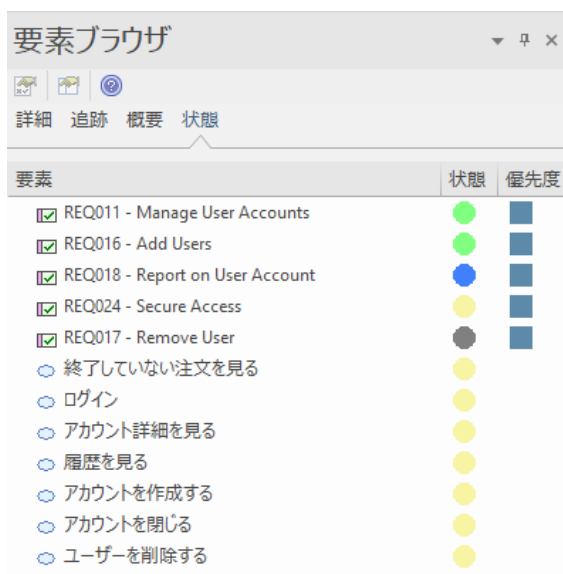 要素ブラウザ
詳細 追跡 概要 状態
要素 状態 優先度
REQ011 - Manage User Accounts
REQ016 - Add Users
REQ018 - Report on User Account
REQ024 - Secure Access
REQ017 - Remove User
終了していない注文を見る
ログイン
アカウント詳細を見る
履歴を見る
アカウントを作成する
アカウントを閉じる
ユーザーを削除する